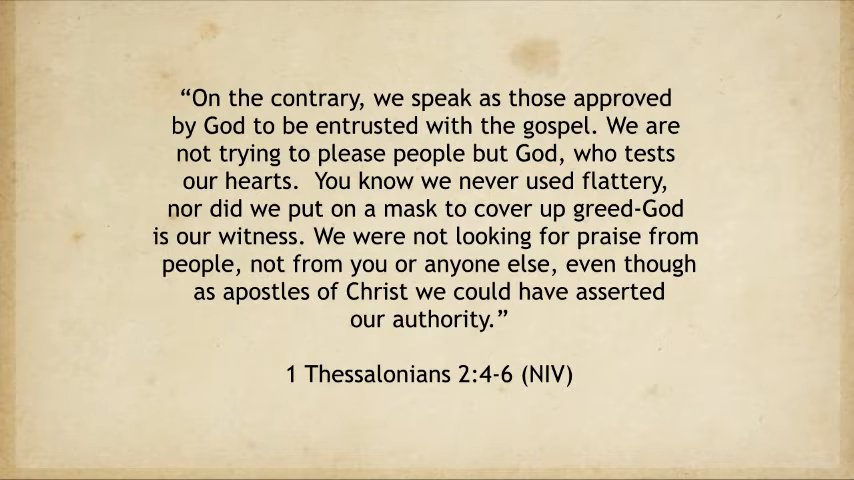 “On the contrary, we speak as those approved
by God to be entrusted with the gospel. We are
not trying to please people but God, who tests
our hearts.  You know we never used flattery,
nor did we put on a mask to cover up greed-God
is our witness. We were not looking for praise from
people, not from you or anyone else, even though
as apostles of Christ we could have asserted
our authority.”
1 Thessalonians 2:4-6 (NIV)